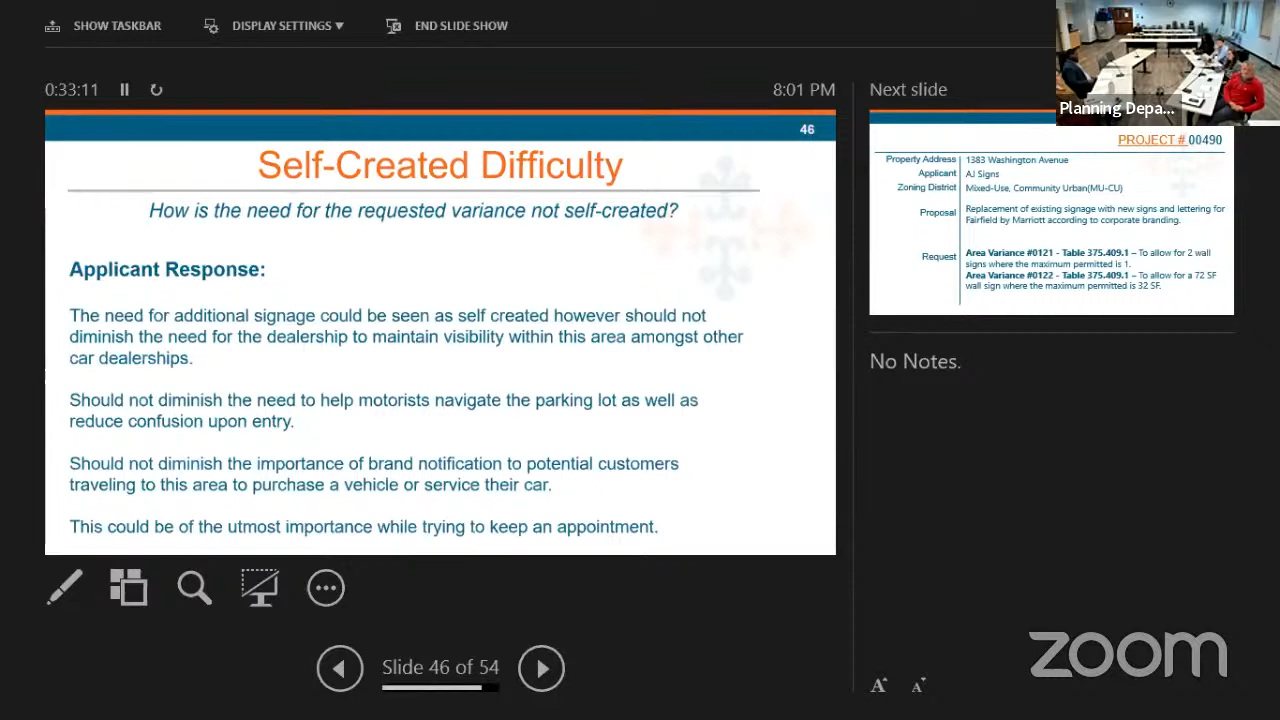 SHOW TASKBAR
DISPLAY SETTINGS ▼
END SLIDE SHOW
0:33:11
8:01 PM
46
Self-Created Difficulty
How is the need for the requested variance not self-created?
Applicant Response:
The need for additional signage could be seen as self created however should not
diminish the need for the dealership to maintain visibility within this area amongst other
car dealerships.
Should not diminish the need to help motorists navigate the parking lot as well as
reduce confusion upon entry.
Should not diminish the importance of brand notification to potential customers
traveling to this area to purchase a vehicle or service their car.
This could be of the utmost importance while trying to keep an appointment.
Slide 46 of 54
Next slide
Planning Depa...
PROJECT # 00490
Property Address 1383 Washington Avenue
Applicant AJ Signs
Zoning District Mixed-Use, Community Urban(MU-CU)
Proposal Replacement of existing signage with new signs and lettering for
Fairfield by Marriott according to corporate branding.
Request Area Variance #0121 - Table 375.409.1 – To allow for 2 wall
signs where the maximum permitted is 1.
Area Variance #0122 - Table 375.409.1 – To allow for a 72 SF
wall sign where the maximum permitted is 32 SF.
No Notes.
zoom
A A